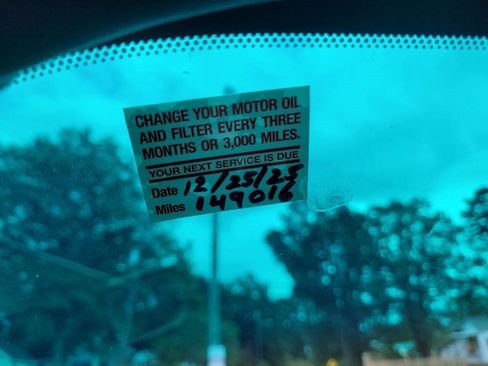 CHANGE YOUR MOTOR OIL
AND FILTER EVERY THREE
MONTHS OR 3,000 MILES.
YOUR NEXT SERVICE IS DUE
Date 12/25/23
Miles 149016